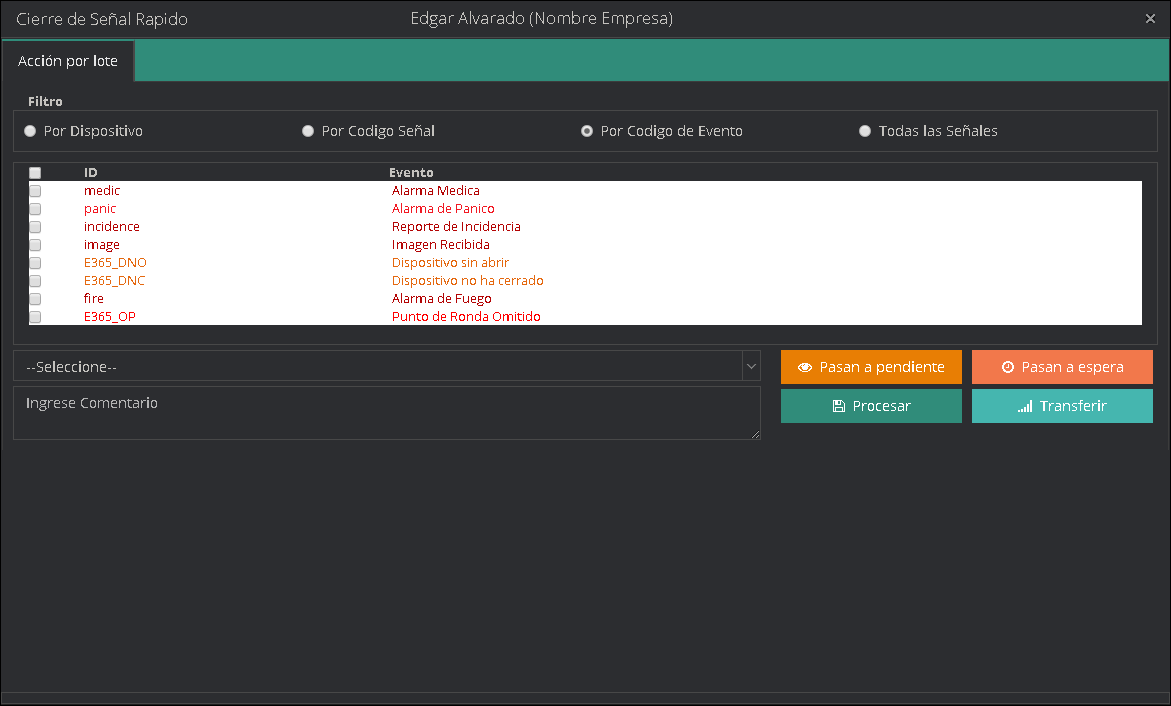 Cierre de Señal Rapido Edgar Alvarado (Nombre Empresa)
Acción por lote
Filtro
Por Dispositivo Por Codigo Señal Por Codigo de Evento Todas las Señales
ID Evento
medic Alarma Medica
panic Alarma de Panico
incidence Reporte de Incidencia
image Imagen Recibida
E365_DNO Dispositivo sin abrir
E365_DNC Dispositivo no ha cerrado
fire Alarma de Fuego
E365_OP Punto de Ronda Omitido
--Seleccione-- Pasan a pendiente Pasan a espera
Ingrese Comentario Procesar Transferir